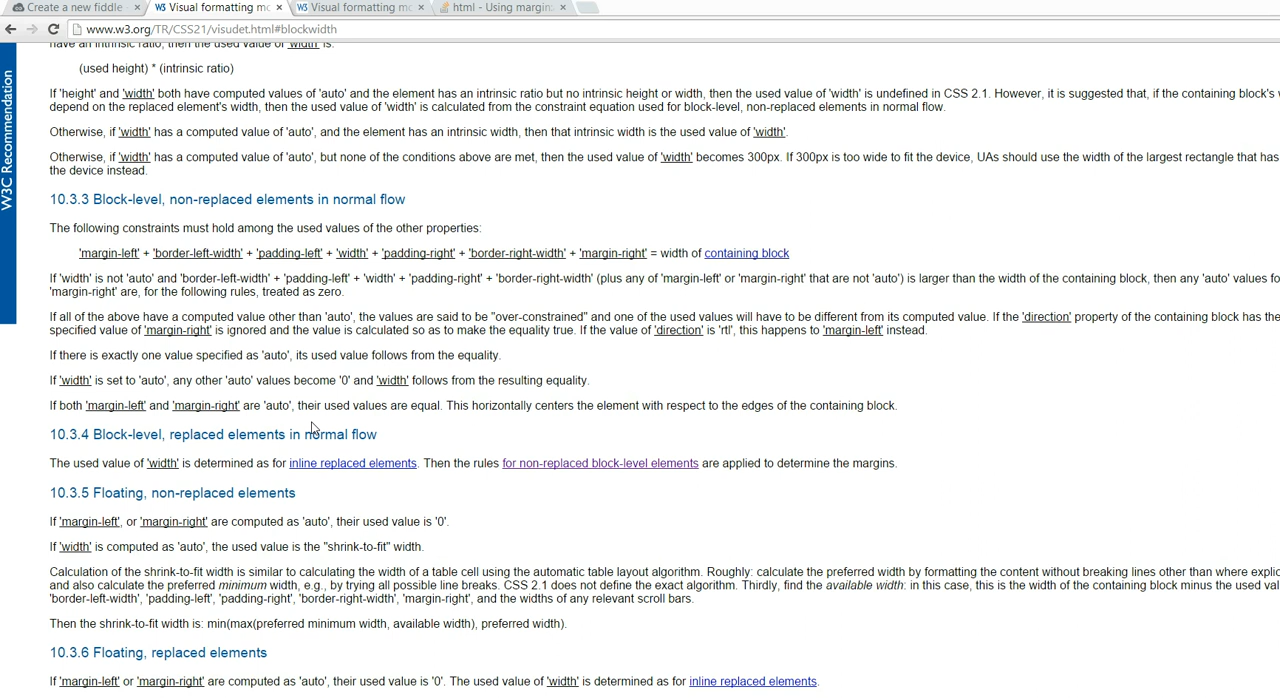 Create a new fiddle
Visual formatting mo
Visual formatting mo
html - Using margin:
www.w3.org/TR/CSS21/visudet.html#blockwidth
W3C Recommendation
have an intrinsic ratio, then the used value of 'width' is:
(used height) * (intrinsic ratio)
If 'height' and 'width' both have computed values of 'auto' and the element has an intrinsic ratio but no intrinsic height or width, then the used value of 'width' is undefined in CSS 2.1. However, it is suggested that, if the containing block's
depend on the replaced element's width, then the used value of 'width' is calculated from the constraint equation used for block-level, non-replaced elements in normal flow.
Otherwise, if 'width' has a computed value of 'auto', and the element has an intrinsic width, then that intrinsic width is the used value of 'width'.
Otherwise, if 'width' has a computed value of 'auto', but none of the conditions above are met, then the used value of 'width' becomes 300px. If 300px is too wide to fit the device, UAs should use the width of the largest rectangle that has
the device instead.
10.3.3 Block-level, non-replaced elements in normal flow
The following constraints must hold among the used values of the other properties:
'margin-left' + 'border-left-width' + 'padding-left' + 'width' + 'padding-right' + 'border-right-width' + 'margin-right' = width of containing block
If 'width' is not 'auto' and 'border-left-width' + 'padding-left' + 'width' + 'padding-right' + 'border-right-width' (plus any of 'margin-left' or 'margin-right' that are not 'auto') is larger than the width of the containing block, then any 'auto' values fo
'margin-right' are, for the following rules, treated as zero.
If all of the above have a computed value other than 'auto', the values are said to be "over-constrained" and one of the used values will have to be different from its computed value. If the 'direction' property of the containing block has the
specified value of 'margin-right' is ignored and the value is calculated so as to make the equality true. If the value of 'direction' is 'rtl', this happens to 'margin-left' instead.
If there is exactly one value specified as 'auto', its used value follows from the equality.
If 'width' is set to 'auto', any other 'auto' values become '0' and 'width' follows from the resulting equality.
If both 'margin-left' and 'margin-right' are 'auto', their used values are equal. This horizontally centers the element with respect to the edges of the containing block.
10.3.4 Block-level, replaced elements in normal flow
The used value of 'width' is determined as for inline replaced elements. Then the rules for non-replaced block-level elements are applied to determine the margins.
10.3.5 Floating, non-replaced elements
If 'margin-left', or 'margin-right' are computed as 'auto', their used value is '0'.
If 'width' is computed as 'auto', the used value is the "shrink-to-fit" width.
Calculation of the shrink-to-fit width is similar to calculating the width of a table cell using the automatic table layout algorithm. Roughly: calculate the preferred width by formatting the content without breaking lines other than where explic
and also calculate the preferred minimum width, e.g., by trying all possible line breaks. CSS 2.1 does not define the exact algorithm. Thirdly, find the available width: in this case, this is the width of the containing block minus the used val
'border-left-width', 'padding-left', 'padding-right', 'border-right-width', 'margin-right', and the widths of any relevant scroll bars.
Then the shrink-to-fit width is: min(max(preferred minimum width, available width), preferred width).
10.3.6 Floating, replaced elements
If 'margin-left' or 'margin-right' are computed as 'auto', their used value is '0'. The used value of 'width' is determined as for inline replaced elements.